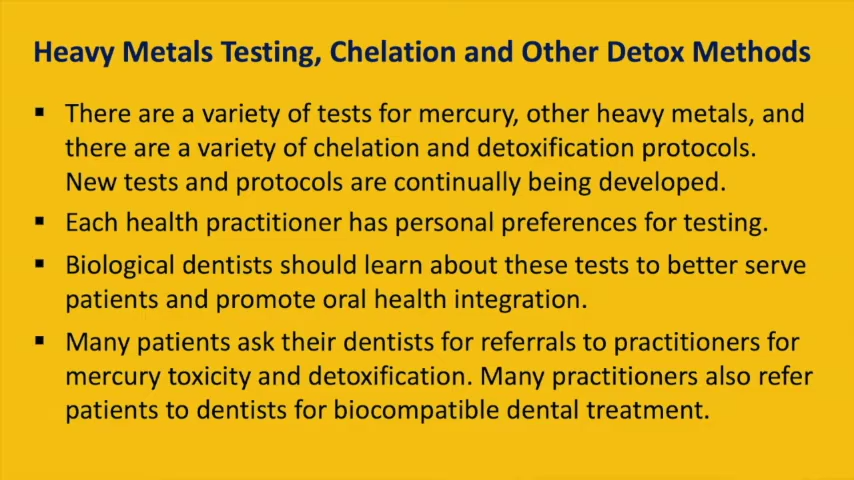 Heavy Metals Testing, Chelation and Other Detox Methods
▪ There are a variety of tests for mercury, other heavy metals, and
there are a variety of chelation and detoxification protocols.
New tests and protocols are continually being developed.
▪ Each health practitioner has personal preferences for testing.
▪ Biological dentists should learn about these tests to better serve
patients and promote oral health integration.
▪ Many patients ask their dentists for referrals to practitioners for
mercury toxicity and detoxification. Many practitioners also refer
patients to dentists for biocompatible dental treatment.